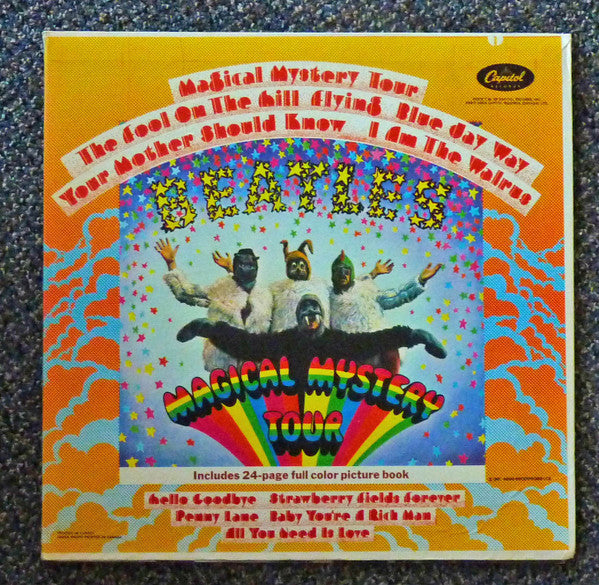 Magical Mystery Tour
The Fool On The Hill Flying Blue Jay Way
Your Mother Should Know I Am The Walrus
Capitol
RECORDS
BEATLES
MAGICAL MYSTERY
TOUR
Includes 24-page full color picture book
Hello Goodbye Strawberry Fields Forever
Penny Lane Baby You're A Rich Man
All You Need Is Love